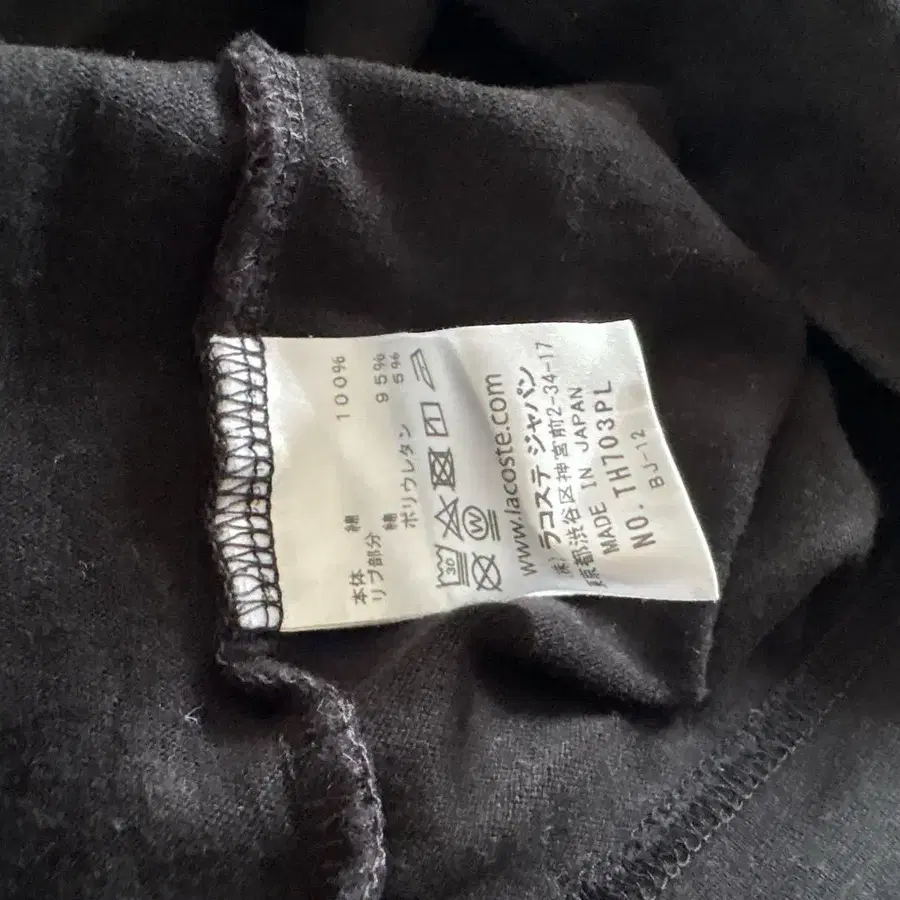 本体 綿 100%
リブ部分 綿 95%
ポリウレタン 5%
30
W
www.lacoste.com
(株) ラコステ ジャパン
東京都渋谷区神宮前2-34-17
MADE IN JAPAN
NO. TH703PL
BJ-12